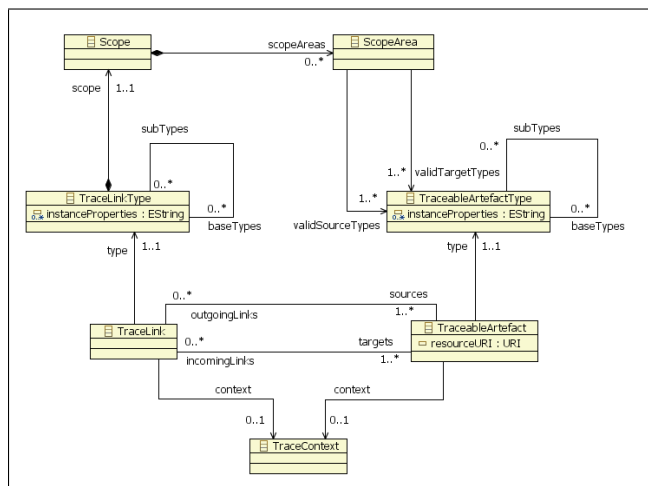 Scope
scopeAreas
ScopeArea
0..*
scope
1..1
subTypes
subTypes
0..*
1..*
validTargetTypes
0..*
TraceLinkType
1..*
TraceableArtefactType
0..* instanceProperties : EString
0..*
0..* instanceProperties : EString
0..*
baseTypes
validSourceTypes
baseTypes
type
1..1
type
1..1
0..*
sources
outgoingLinks
1..*
TraceLink
TraceableArtefact
0..*
targets
resourceURI : URI
incomingLinks
1..*
context
context
0..1
0..1
TraceContext